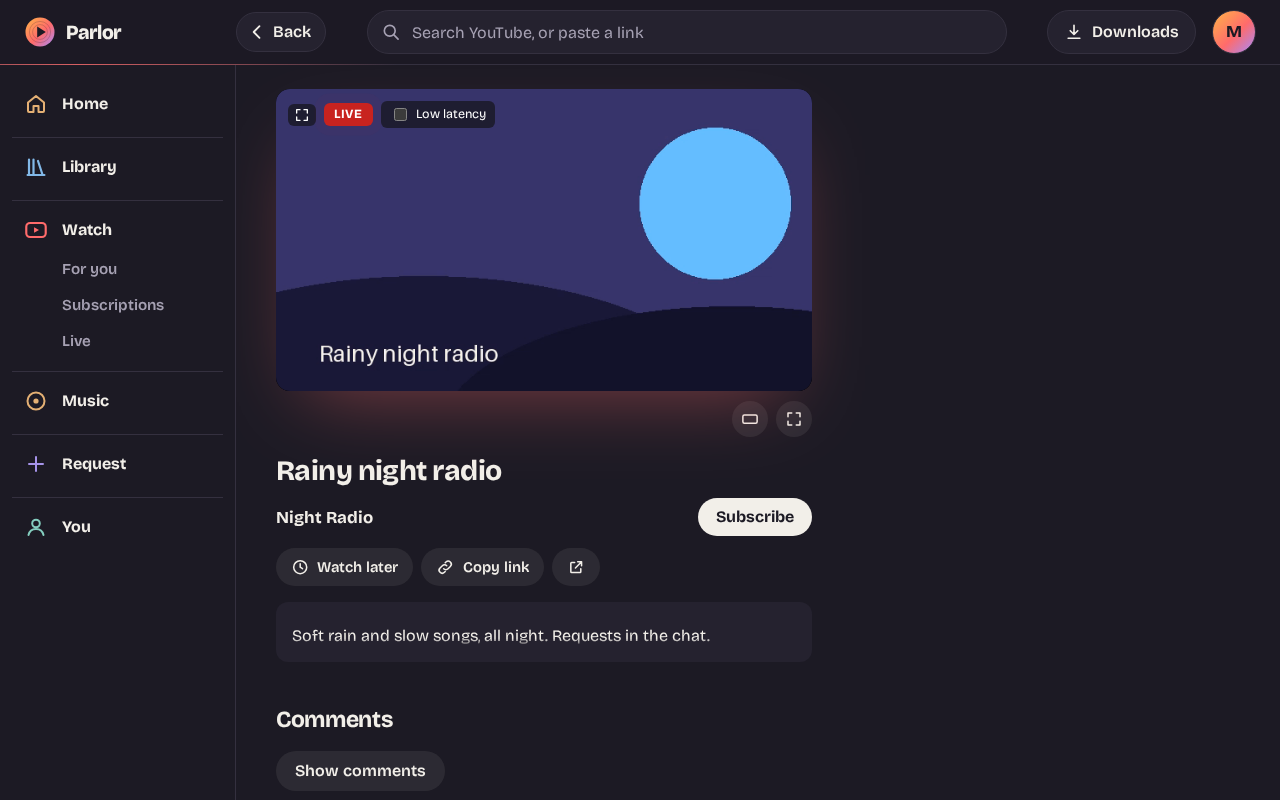 Parlor
Back
Search YouTube, or paste a link
Downloads
M
Home
Library
Watch
For you
Subscriptions
Live
Music
Request
You
LIVE
Low latency
Rainy night radio
Rainy night radio
Night Radio
Subscribe
Watch later
Copy link
Soft rain and slow songs, all night. Requests in the chat.
Comments
Show comments